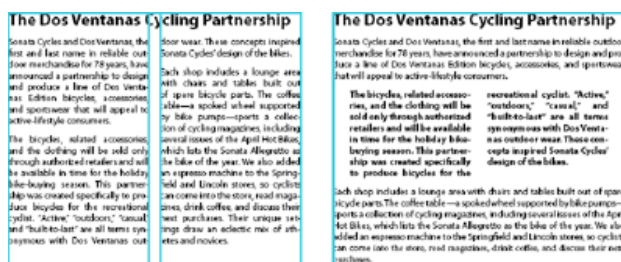 The Dos Ventanas Cycling Partnership
Sonata Cycles and Dos Ventanas, the
first and last name in reliable out-
door merchandise for 78 years, have
announced a partnership to design
and produce a line of Dos Venta-
nas Edition bicycles, accessories,
and sportswear that will appeal to
active-lifestyle consumers.
The bicycles, related accessories,
and the clothing will be sold only
through authorized retailers and will
be available in time for the holiday
bike-buying season. This partner-
ship was created specifically to pro-
duce bicycles for the recreational
cyclist. "Active," "outdoors," "casual,"
and "built-to-last" are all terms syn-
onymous with Dos Ventanas out-
door wear. These concepts inspired
Sonata Cycles' design of the bikes.
Each shop includes a lounge area
with chairs and tables built out
of spare bicycle parts. The coffee
table—a spoked wheel supported
by bike pumps—sports a collec-
tion of cycling magazines, including
several issues of the April Hot Bikes,
which lists the Sonata Allegretto as
the bike of the year. We also added
an espresso machine to the Spring-
field and Lincoln stores, so cyclists
can come into the store, read maga-
zines, drink coffee, and discuss their
next purchases. Their unique set-
tings draw an eclectic mix of ath-
letes and novices.
The Dos Ventanas Cycling Partnership
Sonata Cycles and Dos Ventanas, the first and last name in reliable outdoo
merchandise for 78 years, have announced a partnership to design and pro
duce a line of Dos Ventanas Edition bicycles, accessories, and sportswear
that will appeal to active-lifestyle consumers.
The bicycles, related accesso-
ries, and the clothing will be
sold only through authorized
retailers and will be available
in time for the holiday bike-
buying season. This partner-
ship was created specifically
to produce bicycles for the
recreational cyclist. "Active,"
"outdoors," "casual," and
"built-to-last" are all terms
synonymous with Dos Venta-
nas outdoor wear. These con-
cepts inspired Sonata Cycles'
design of the bikes.
Each shop includes a lounge area with chairs and tables built out of spare
bicycle parts. The coffee table—a spoked wheel supported by bike pumps—
sports a collection of cycling magazines, including several issues of the Apr
Hot Bikes, which lists the Sonata Allegretto as the bike of the year. We also
added an espresso machine to the Springfield and Lincoln stores, so cyclist
can come into the store, read magazines, drink coffee, and discuss their nex
purchases.